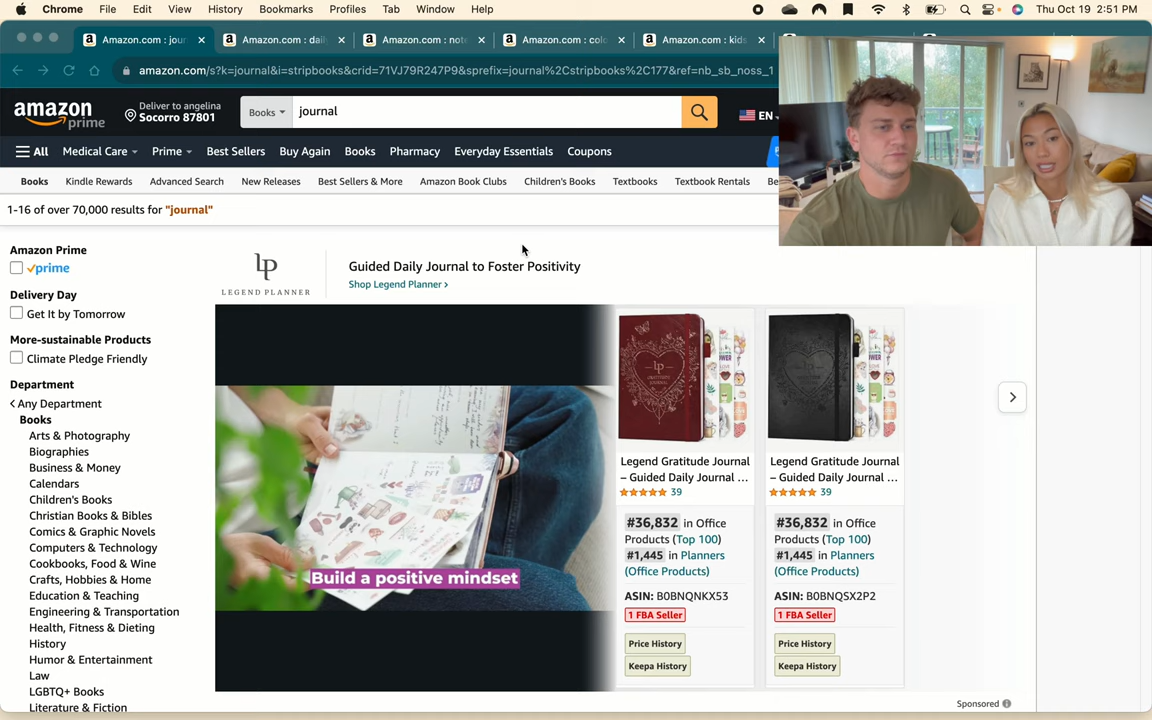 Chrome File Edit View History Bookmarks Profiles Tab Window Help Thu Oct 19 2:51 PM
Amazon.com : jou
Amazon.com : daily
Amazon.com : note
Amazon.com : colo
Amazon.com : kids
amazon.com/s?k=journal&i=stripbooks&crid=71VJ79R247P9&sprefix=journal%2Cstripbooks%2C177&ref=nb_sb_noss_1
amazon
prime
Deliver to angelina
Socorro 87801
Books
journal
EN
All Medical Care Prime Best Sellers Buy Again Books Pharmacy Everyday Essentials Coupons
Books Kindle Rewards Advanced Search New Releases Best Sellers & More Amazon Book Clubs Children's Books Textbooks Textbook Rentals Be
1-16 of over 70,000 results for "journal"
Amazon Prime
prime
Delivery Day
Get It by Tomorrow
More-sustainable Products
Climate Pledge Friendly
Department
Any Department
Books
Arts & Photography
Biographies
Business & Money
Calendars
Children's Books
Christian Books & Bibles
Comics & Graphic Novels
Computers & Technology
Cookbooks, Food & Wine
Crafts, Hobbies & Home
Education & Teaching
Engineering & Transportation
Health, Fitness & Dieting
History
Humor & Entertainment
Law
LGBTQ+ Books
Literature & Fiction
lp
LEGEND PLANNER
Guided Daily Journal to Foster Positivity
Shop Legend Planner ›
Build a positive mindset
Legend Gratitude Journal
– Guided Daily Journal ...
39
#36,832 in Office
Products (Top 100)
#1,445 in Planners
(Office Products)
ASIN: B0BNQNKX53
1 FBA Seller
Price History
Keepa History
Legend Gratitude Journal
– Guided Daily Journal ...
39
#36,832 in Office
Products (Top 100)
#1,445 in Planners
(Office Products)
ASIN: B0BNQSX2P2
1 FBA Seller
Price History
Keepa History
Sponsored